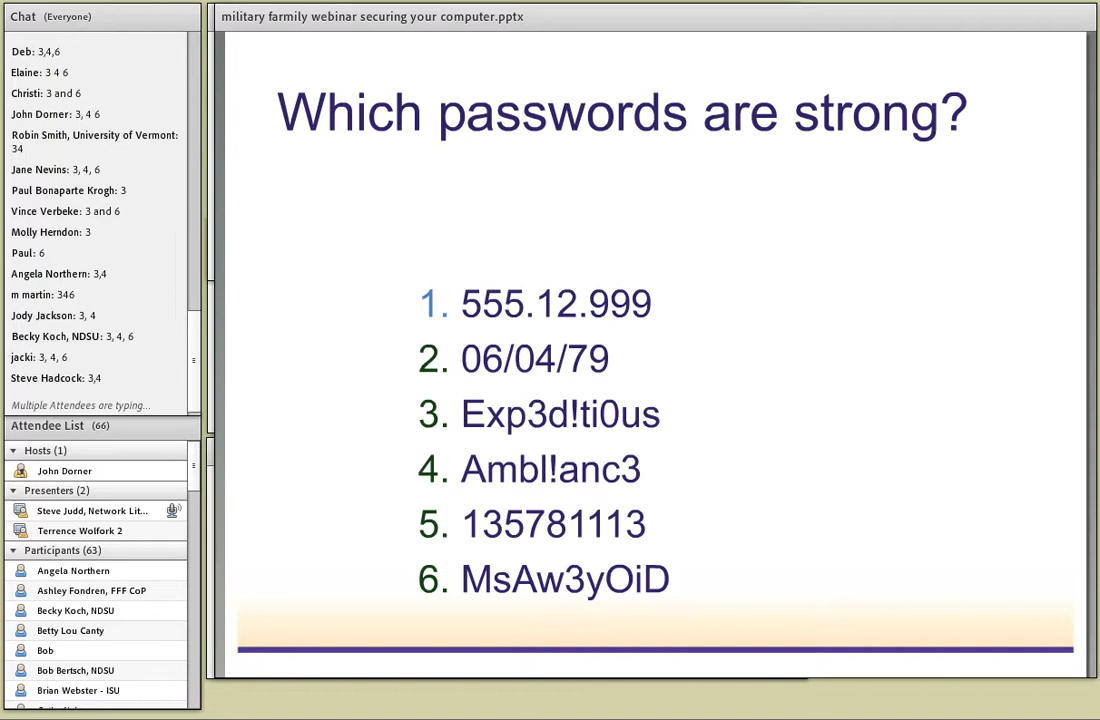 Chat (Everyone)
Deb: 3,4,6
Elaine: 3 4 6
Christi: 3 and 6
John Dorner: 3, 4 6
Robin Smith, University of Vermont:
34
Jane Nevins: 3, 4, 6
Paul Bonaparte Krogh: 3
Vince Verbeke: 3 and 6
Molly Herndon: 3
Paul: 6
Angela Northern: 3,4
m martin: 346
Jody Jackson: 3, 4
Becky Koch, NDSU: 3, 4, 6
jacki: 3, 4, 6
Steve Hadcock: 3,4
Multiple Attendees are typing...
Attendee List (66)
Hosts (1)
John Dorner
Presenters (2)
Steve Judd, Network Lit...
Terrence Wolfork 2
Participants (63)
Angela Northern
Ashley Fondren, FFF CoP
Becky Koch, NDSU
Betty Lou Canty
Bob
Bob Bertsch, NDSU
Brian Webster - ISU
military farmily webinar securing your computer.pptx
Which passwords are strong?
1. 555.12.999
2. 06/04/79
3. Exp3d!ti0us
4. Ambl!anc3
5. 135781113
6. MsAw3yOiD